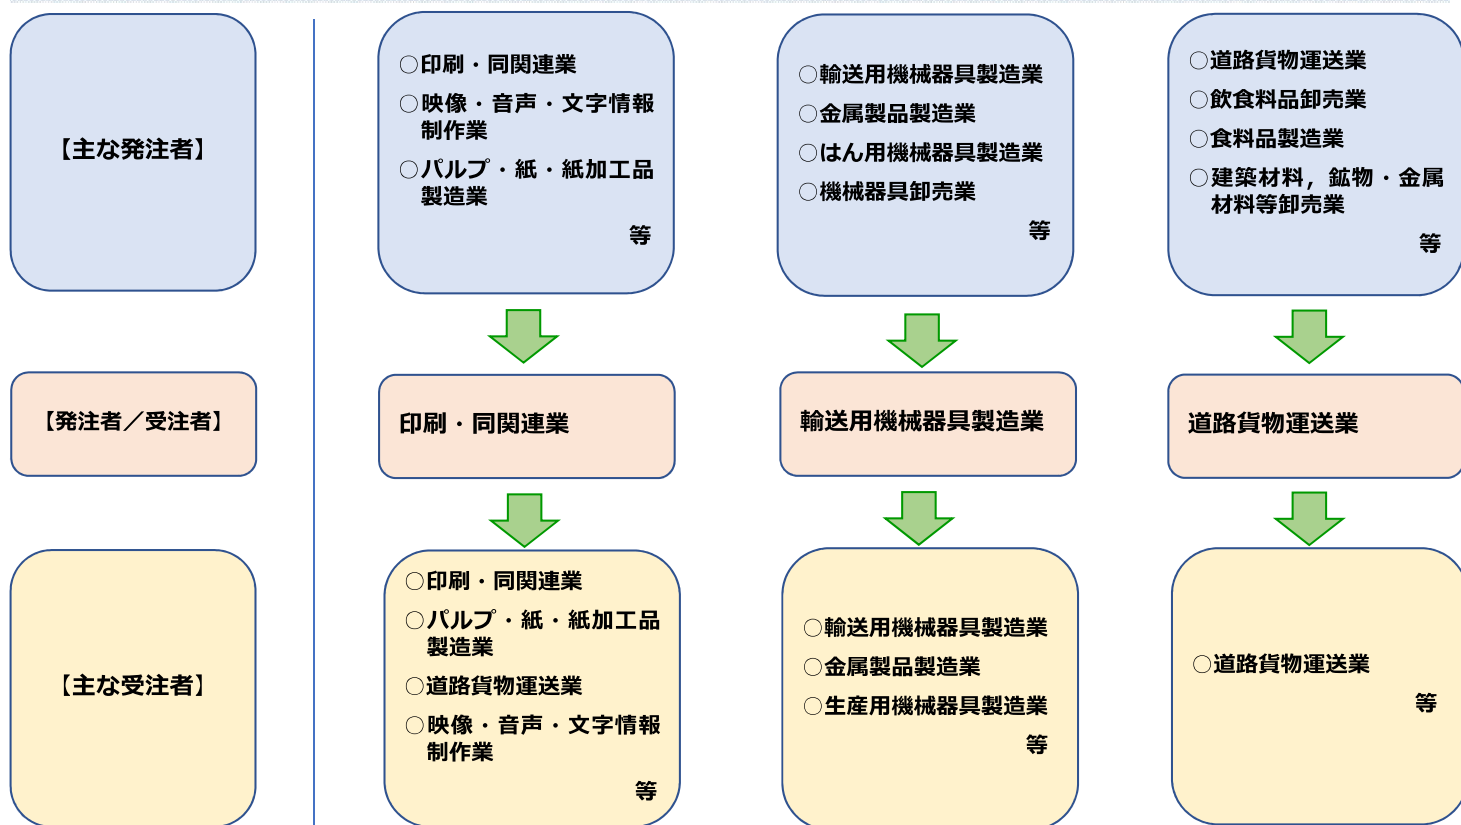 【主な発注者】
○印刷・同関連業
○映像・音声・文字情報
制作業
○パルプ・紙・紙加工品
製造業
等
○輸送用機械器具製造業
○金属製品製造業
○はん用機械器具製造業
○機械器具卸売業
等
○道路貨物運送業
○飲食料品卸売業
○食料品製造業
○建築材料，鉱物・金属
材料等卸売業
等
【発注者／受注者】
印刷・同関連業
輸送用機械器具製造業
道路貨物運送業
【主な受注者】
○印刷・同関連業
○パルプ・紙・紙加工品
製造業
○道路貨物運送業
○映像・音声・文字情報
制作業
等
○輸送用機械器具製造業
○金属製品製造業
○生産用機械器具製造業
等
○道路貨物運送業
等